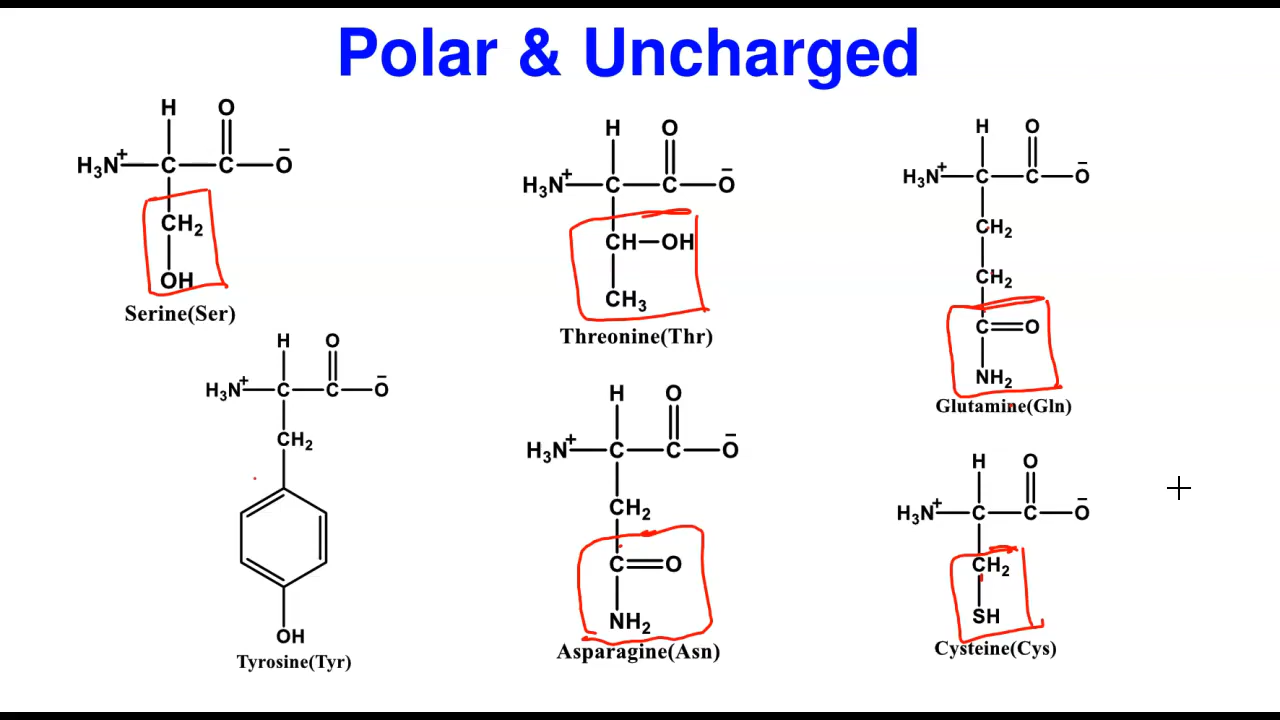 Polar & Uncharged
H O
H₃N⁺—C—C—O⁻
CH₂
OH
Serine(Ser)
H O
H₃N⁺—C—C—O⁻
CH—OH
CH₃
Threonine(Thr)
H O
H₃N⁺—C—C—O⁻
CH₂
CH₂
C=O
NH₂
Glutamine(Gln)
H O
H₃N⁺—C—C—O⁻
CH₂
OH
Tyrosine(Tyr)
H O
H₃N⁺—C—C—O⁻
CH₂
C=O
NH₂
Asparagine(Asn)
H O
H₃N⁺—C—C—O⁻
CH₂
SH
Cysteine(Cys)